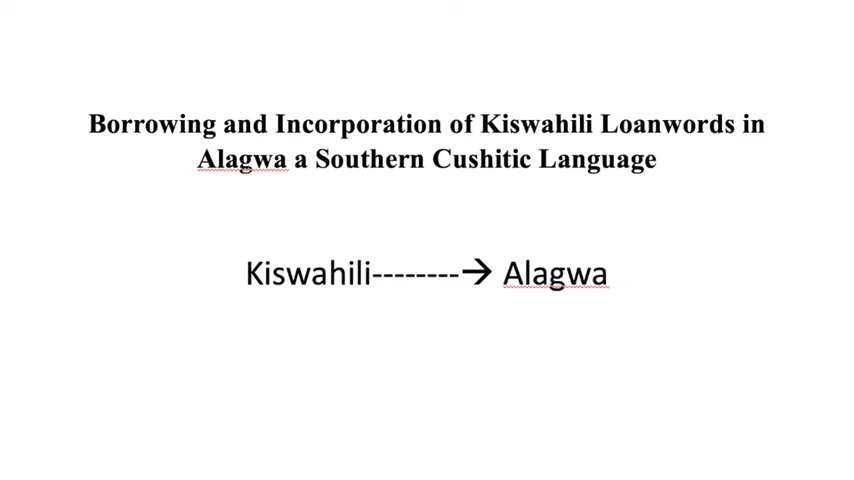 Borrowing and Incorporation of Kiswahili Loanwords in
Alagwa a Southern Cushitic Language
Kiswahili--------→ Alagwa